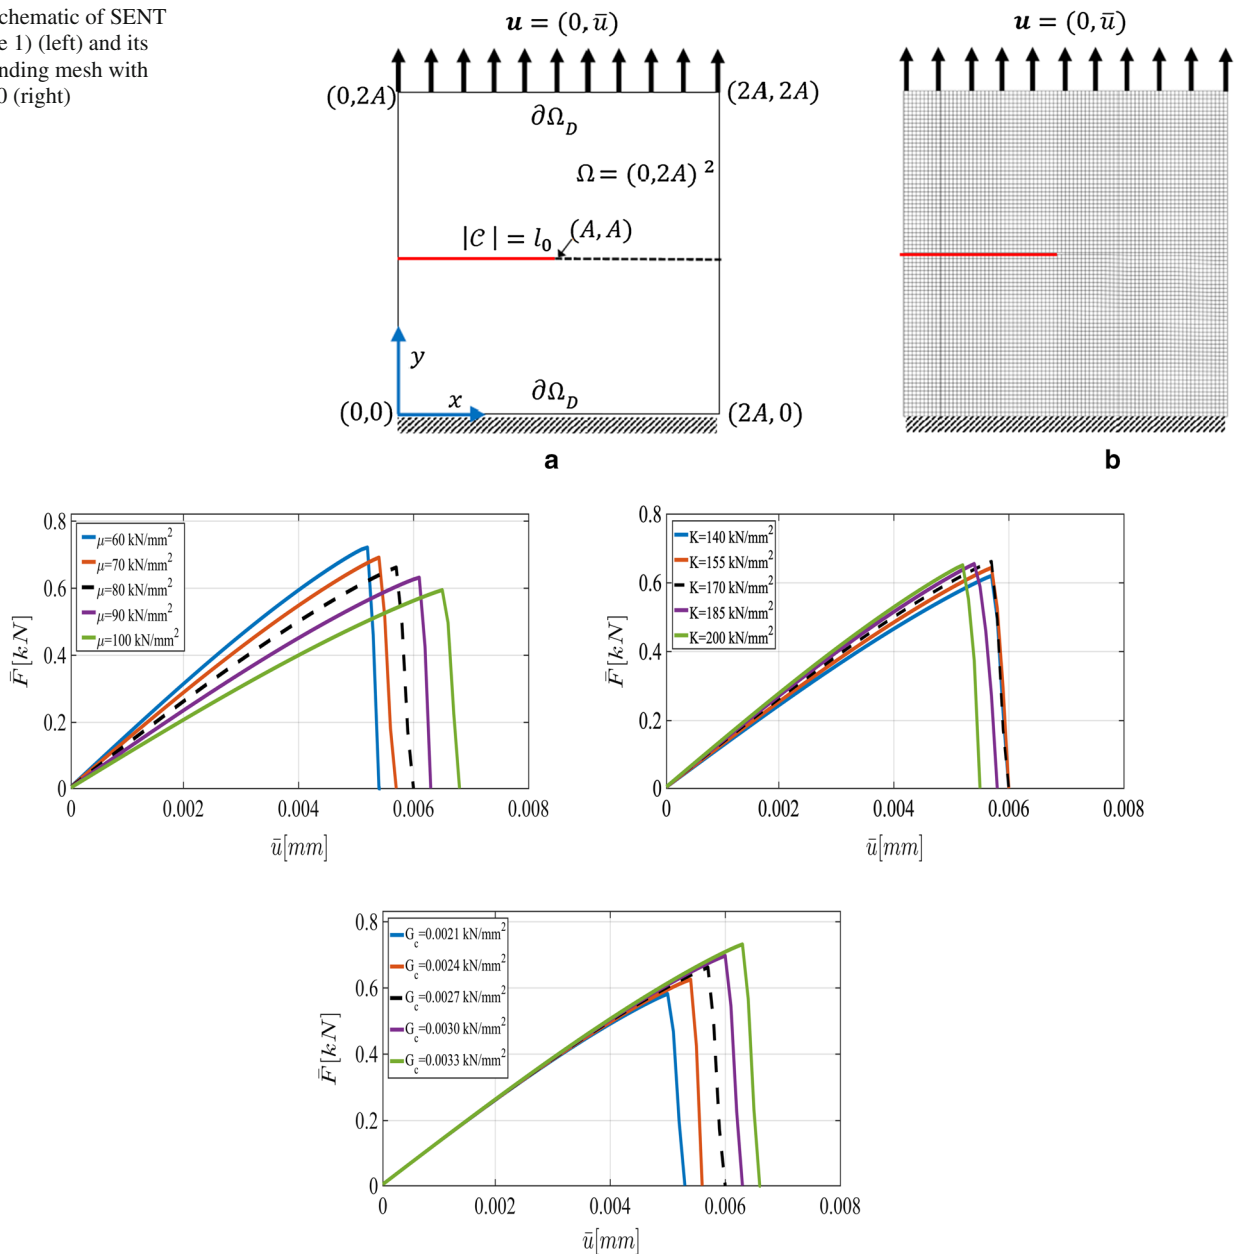 chematic of SENT
e 1) (left) and its
nding mesh with
0 (right)
u = (0, ū)
(0,2A)
(2A, 2A)
∂Ω_D
Ω = (0,2A) ²
|𝒞 | = l₀
(A, A)
y
x
∂Ω_D
(0,0)
(2A, 0)
a
u = (0, ū)
b
0.8
0.6
0.4
0.2
0
μ=60 kN/mm²
μ=70 kN/mm²
μ=80 kN/mm²
μ=90 kN/mm²
μ=100 kN/mm²
F̄[kN]
0 0.002 0.004 0.006 0.008
ū[mm]
0.8
0.6
0.4
0.2
0
K=140 kN/mm²
K=155 kN/mm²
K=170 kN/mm²
K=185 kN/mm²
K=200 kN/mm²
F̄[kN]
0 0.002 0.004 0.006 0.008
ū[mm]
0.8
0.6
0.4
0.2
0
G_c=0.0021 kN/mm²
G_c=0.0024 kN/mm²
G_c=0.0027 kN/mm²
G_c=0.0030 kN/mm²
G_c=0.0033 kN/mm²
F̄[kN]
0 0.002 0.004 0.006 0.008
ū[mm]